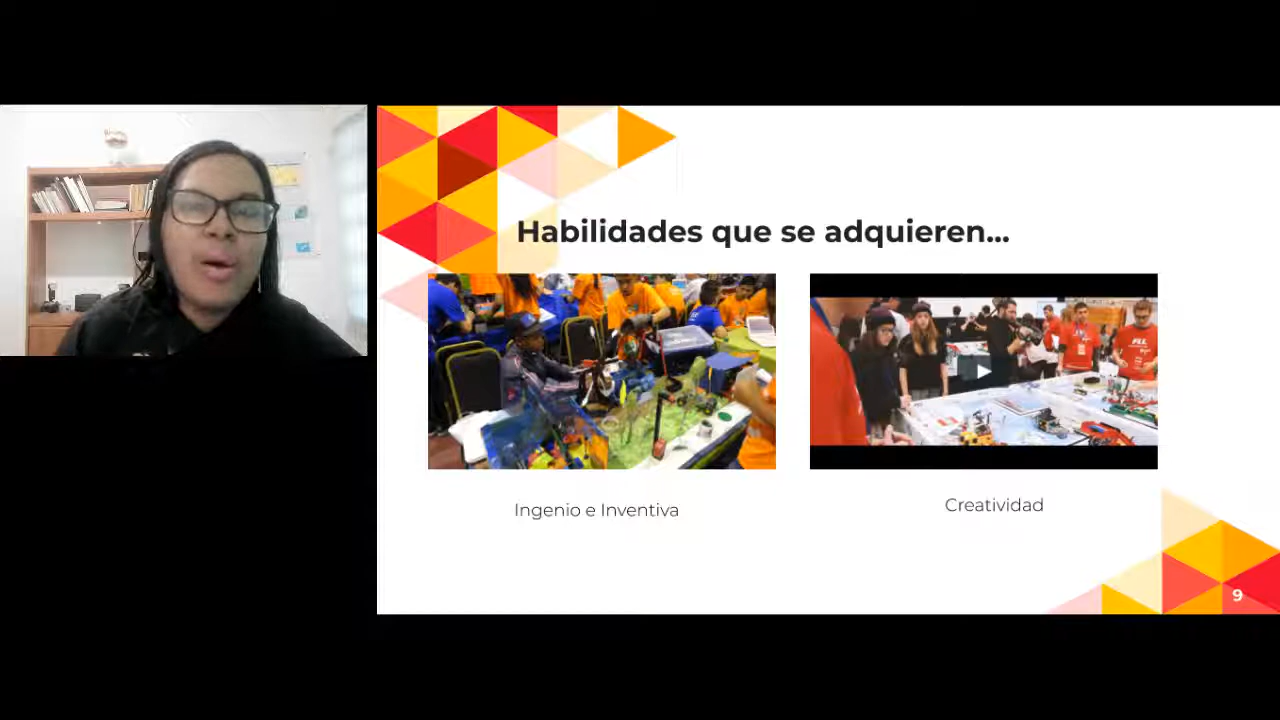 Habilidades que se adquieren...
Ingenio e Inventiva
Creatividad
9